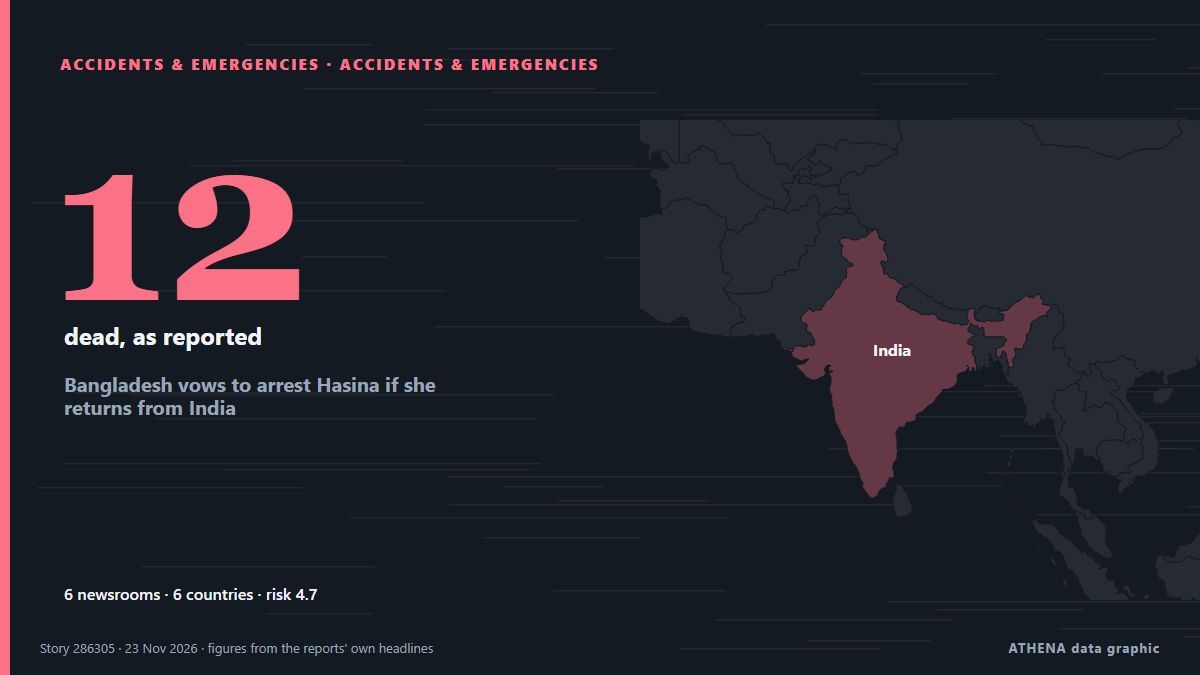 ACCIDENTS & EMERGENCIES · ACCIDENTS & EMERGENCIES
12
dead, as reported
Bangladesh vows to arrest Hasina if she
returns from India
India
6 newsrooms · 6 countries · risk 4.7
Story 286305 · 23 Nov 2026 · figures from the reports' own headlines
ATHENA data graphic